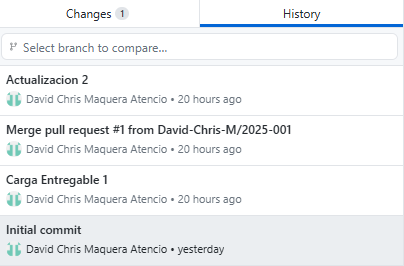 Changes 1 History
Select branch to compare...
Actualizacion 2
David Chris Maquera Atencio • 20 hours ago
Merge pull request #1 from David-Chris-M/2025-001
David Chris Maquera Atencio • 20 hours ago
Carga Entregable 1
David Chris Maquera Atencio • 20 hours ago
Initial commit
David Chris Maquera Atencio • yesterday